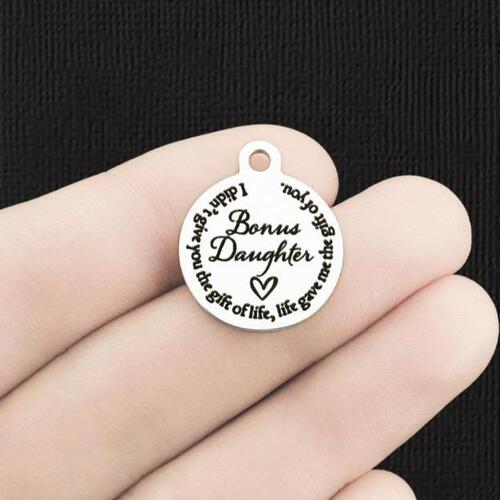 Bonus
Daughter
I didn't give you the gift of life, life gave me the gift of you.